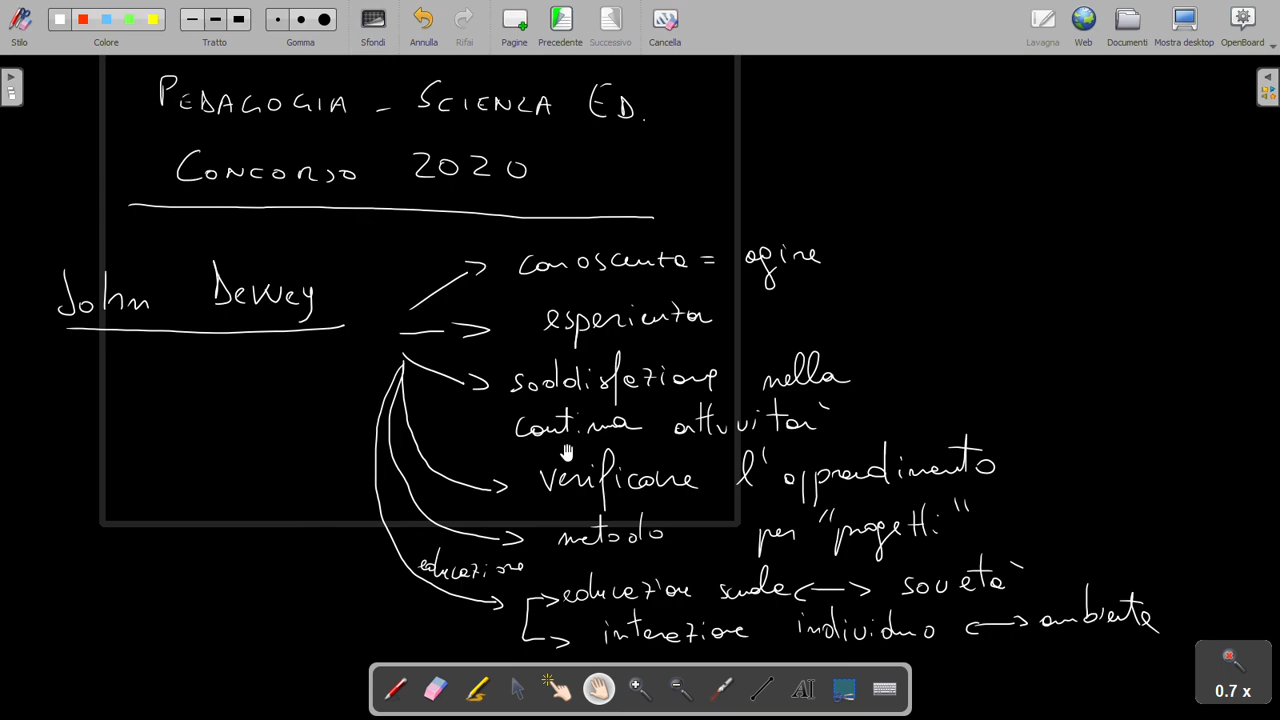 Stilo Colore Tratto Gomma Sfondi Annulla Rifai Pagine Precedente Successivo Cancella Lavagna Web Documenti Mostra desktop OpenBoard
PEDAGOGIA - SCIENZA ED.
CONCORSO 2020
John Dewey
conoscenza = agire
esperienza
soddisfazione nella
continua attività
verificare l'apprendimento
metodo per "progetti"
educazione
educazione scuola <-> società
interazione individuo <-> ambiente
0.7 x